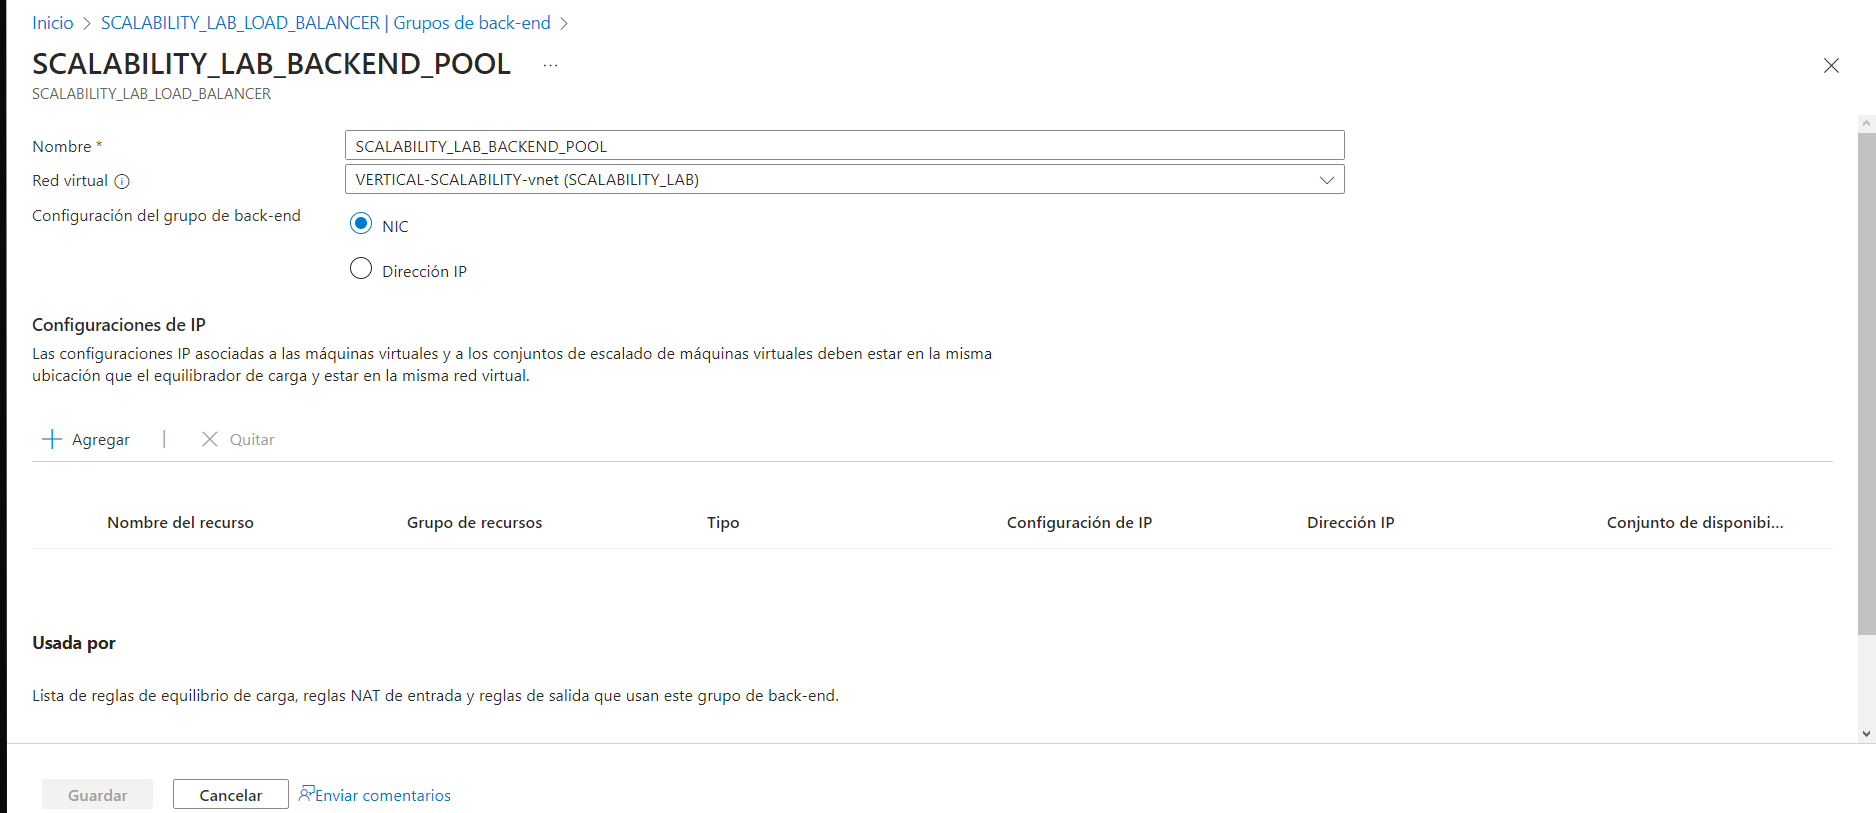 Inicio > SCALABILITY_LAB_LOAD_BALANCER | Grupos de back-end >
SCALABILITY_LAB_BACKEND_POOL ...
SCALABILITY_LAB_LOAD_BALANCER
Nombre * SCALABILITY_LAB_BACKEND_POOL
Red virtual VERTICAL-SCALABILITY-vnet (SCALABILITY_LAB)
Configuración del grupo de back-end
NIC
Dirección IP
Configuraciones de IP
Las configuraciones IP asociadas a las máquinas virtuales y a los conjuntos de escalado de máquinas virtuales deben estar en la misma
ubicación que el equilibrador de carga y estar en la misma red virtual.
Agregar | Quitar
Nombre del recurso Grupo de recursos Tipo Configuración de IP Dirección IP Conjunto de disponibi...
Usada por
Lista de reglas de equilibrio de carga, reglas NAT de entrada y reglas de salida que usan este grupo de back-end.
Guardar Cancelar Enviar comentarios